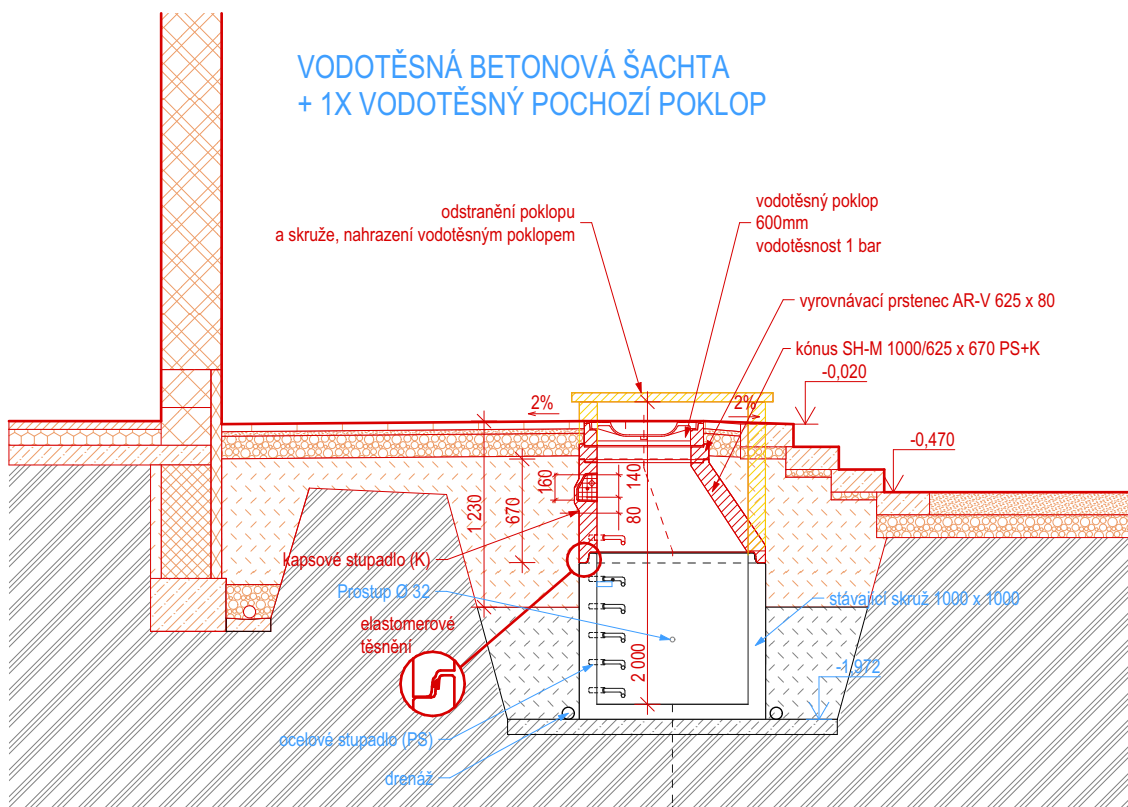 VODOTĚSNÁ BETONOVÁ ŠACHTA
+ 1X VODOTĚSNÝ POCHOZÍ POKLOP
odstranění poklopu
a skruže, nahrazení vodotěsným poklopem
vodotěsný poklop
600mm
vodotěsnost 1 bar
vyrovnávací prstenec AR-V 625 x 80
kónus SH-M 1000/625 x 670 PS+K
-0,020
2%
2%
-0,470
160
140
1 230
670
80
kapsové stupadlo (K)
Prostup Ø 32
stávající skruž 1000 x 1000
elastomerové
těsnění
2 000
-1,972
ocelové stupadlo (PS)
drenáž